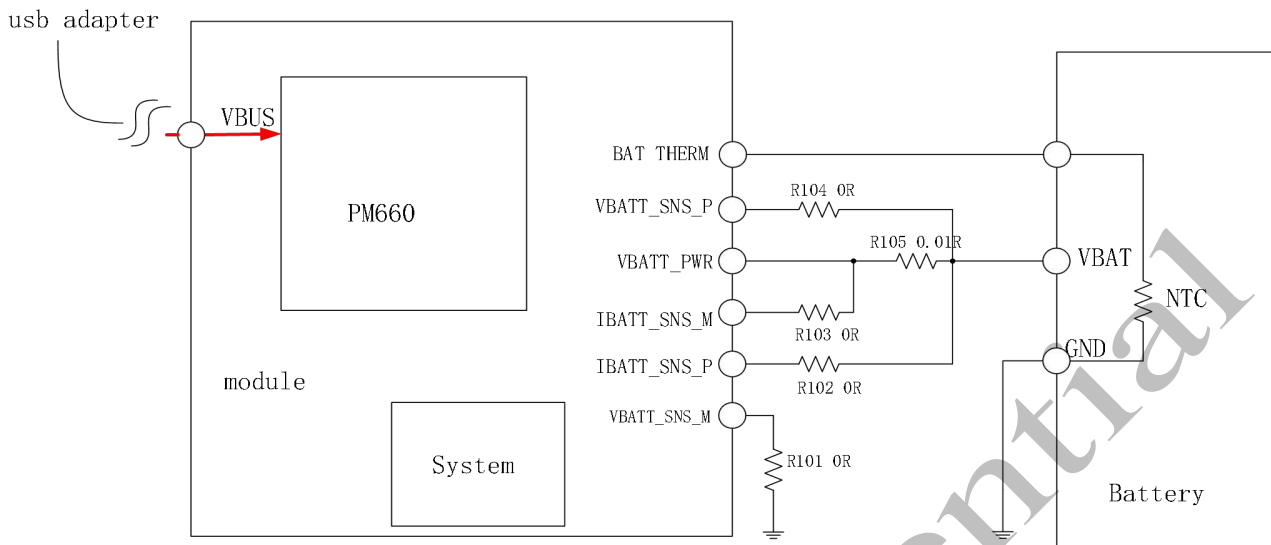 usb adapter
VBUS
PM660
module
System
BAT THERM
VBATT_SNS_P
VBATT_PWR
IBATT_SNS_M
IBATT_SNS_P
VBATT_SNS_M
R104 0R
R105 0.01R
R103 0R
R102 0R
R101 0R
VBAT
NTC
GND
Battery
ential